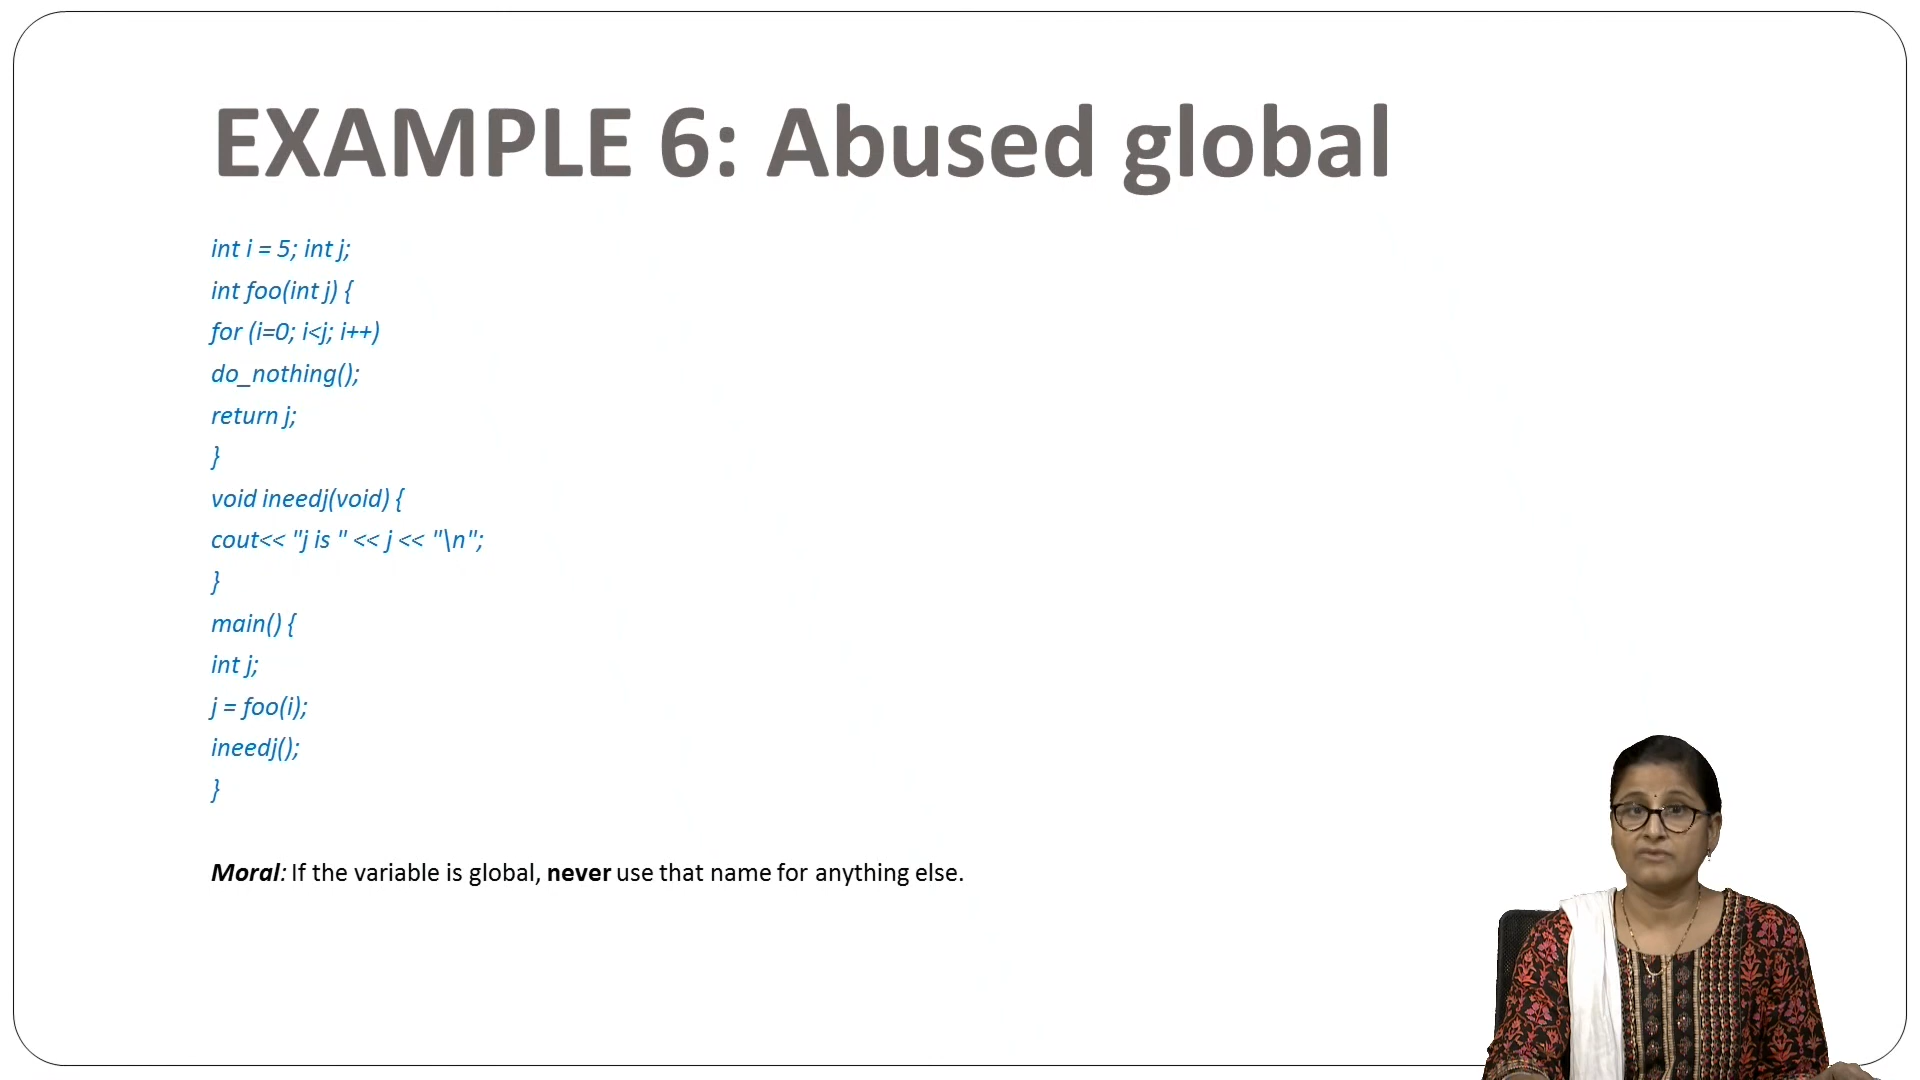 EXAMPLE 6: Abused global
int i = 5; int j;
int foo(int j) {
for (i=0; i<j; i++)
do_nothing();
return j;
}
void ineedj(void) {
cout<< "j is " << j << "\n";
}
main() {
int j;
j = foo(i);
ineedj();
}
Moral: If the variable is global, never use that name for anything else.